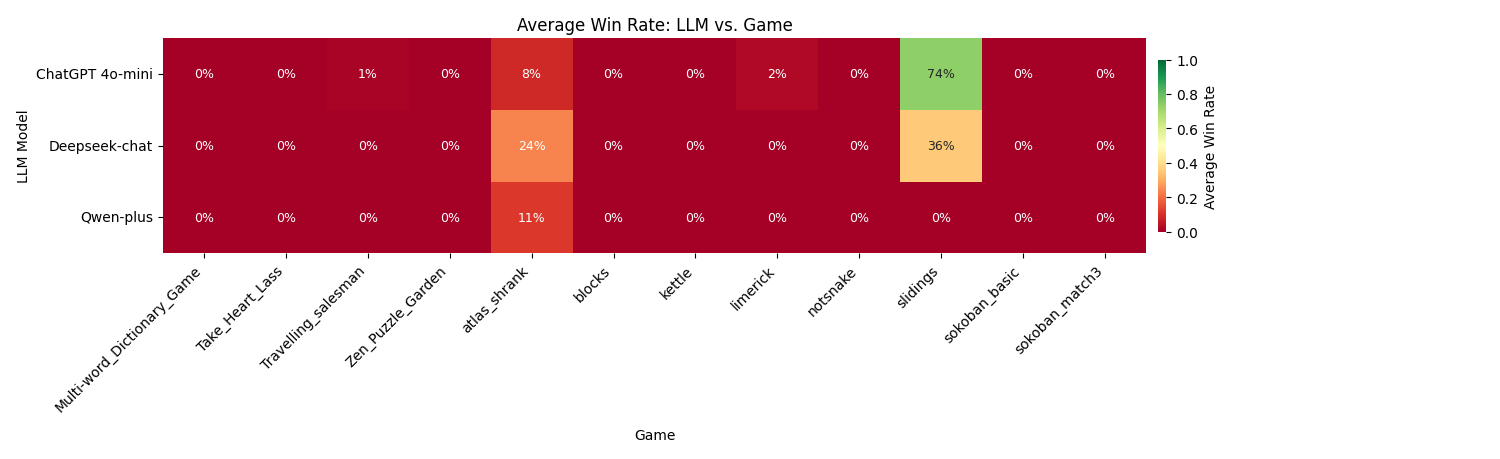 Average Win Rate: LLM vs. Game
LLM Model
ChatGPT 4o-mini 0% 0% 1% 0% 8% 0% 0% 2% 0% 74% 0% 0%
Deepseek-chat 0% 0% 0% 0% 24% 0% 0% 0% 0% 36% 0% 0%
Qwen-plus 0% 0% 0% 0% 11% 0% 0% 0% 0% 0% 0% 0%
Multi-word_Dictionary_Game
Take_Heart_Lass
Travelling_salesman
Zen_Puzzle_Garden
atlas_shrank
blocks
kettle
limerick
notsnake
slidings
sokoban_basic
sokoban_match3
Game
1.0
0.8
0.6
0.4
0.2
0.0
Average Win Rate